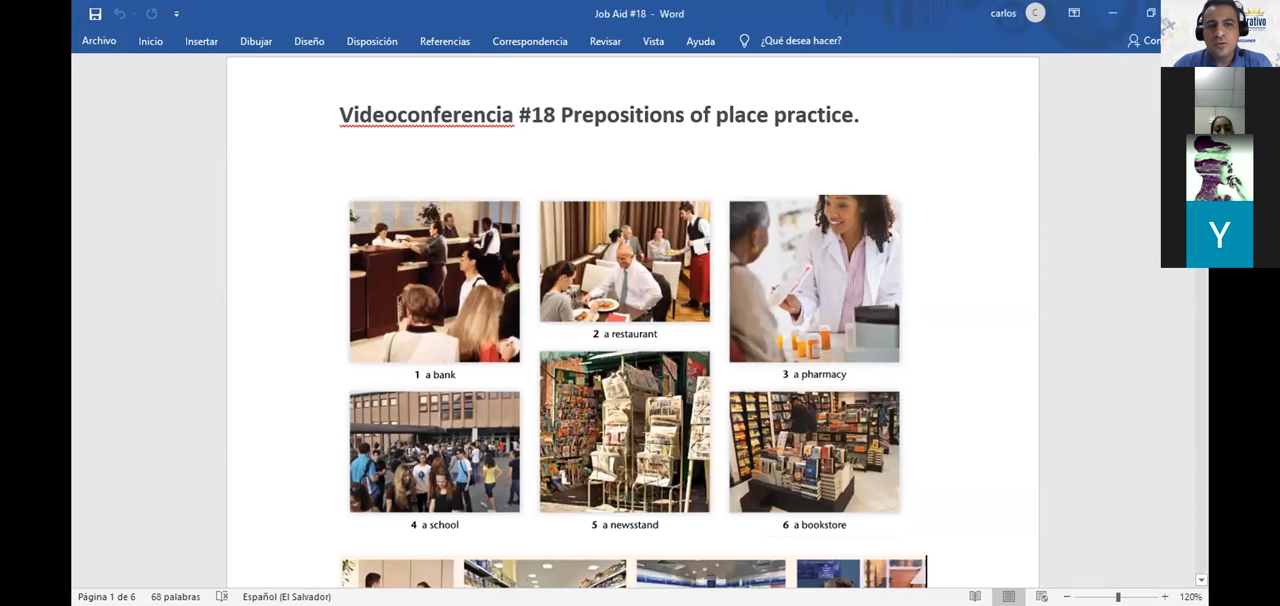 Job Aid #18 - Word
carlos
C
Archivo Inicio Insertar Dibujar Diseño Disposición Referencias Correspondencia Revisar Vista Ayuda ¿Qué desea hacer? Con
Y
Videoconferencia #18 Prepositions of place practice.
2 a restaurant
1 a bank
3 a pharmacy
4 a school
5 a newsstand
6 a bookstore
Página 1 de 6 68 palabras Español (El Salvador) 120%